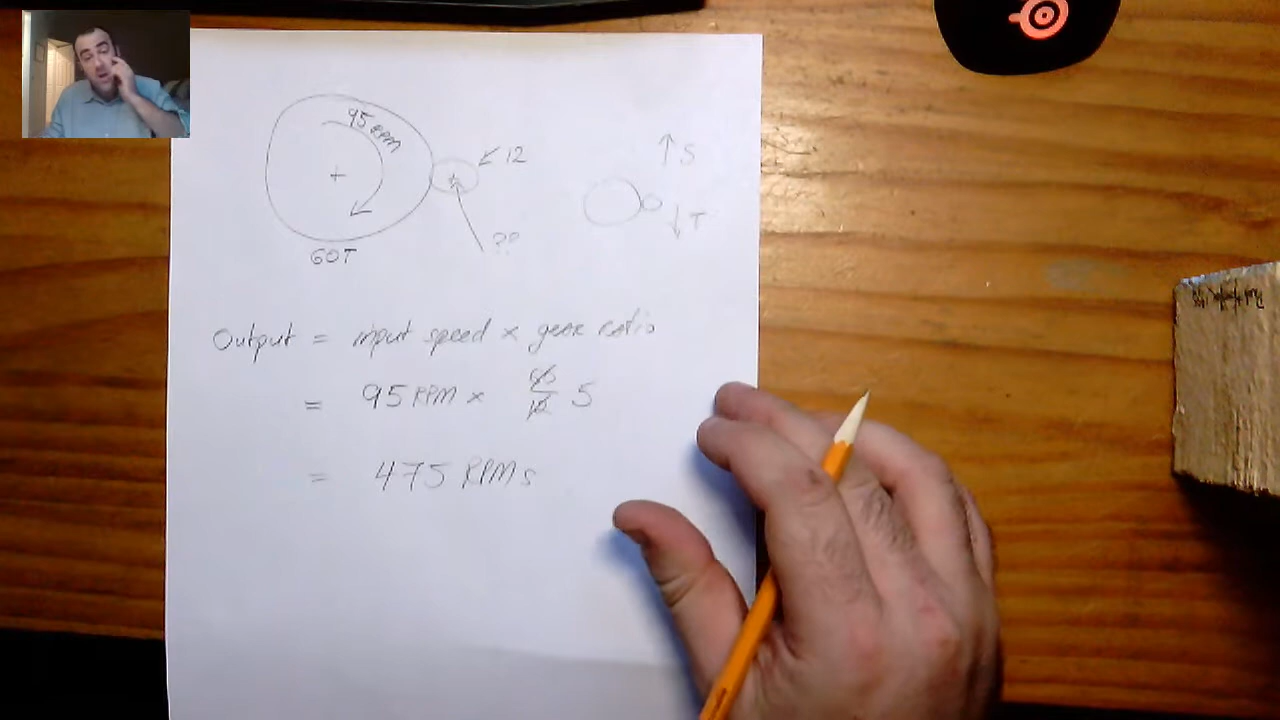 95 RPM
12
S
T
??
60T
Output = input speed × gear ratio
= 95 RPM × 60/12 5
= 475 RPMs